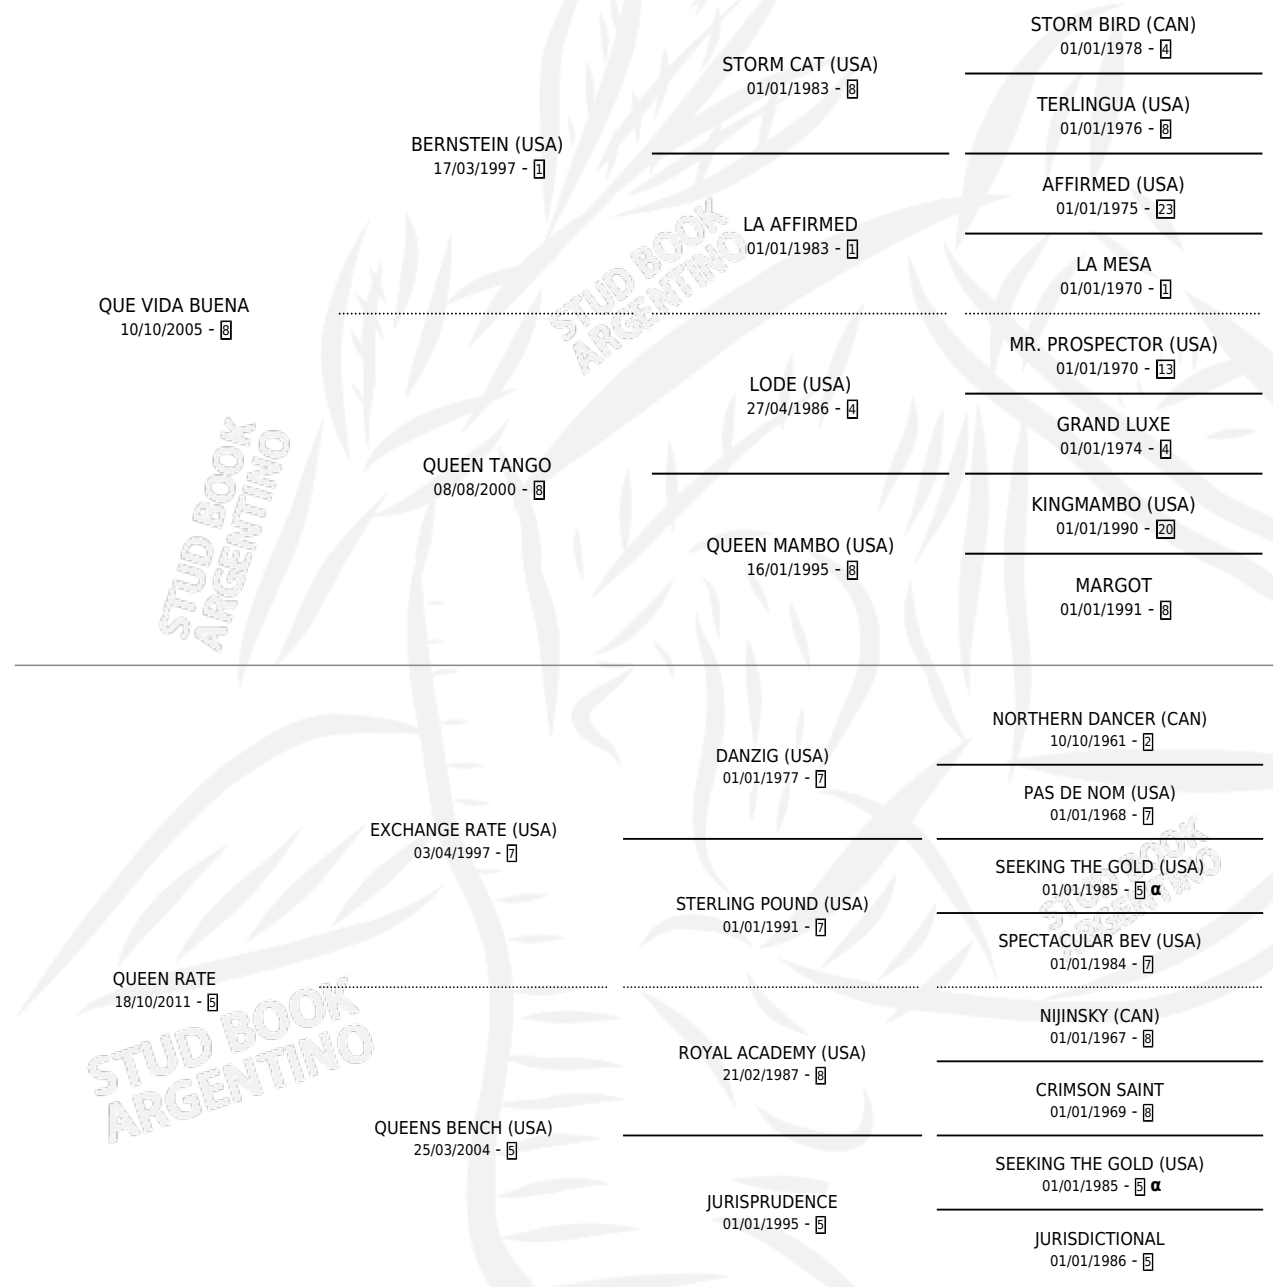 STORM BIRD (CAN)
01/01/1978 - 4
STORM CAT (USA)
01/01/1983 - 8
TERLINGUA (USA)
01/01/1976 - 8
BERNSTEIN (USA)
17/03/1997 - 1
AFFIRMED (USA)
01/01/1975 - 23
LA AFFIRMED
01/01/1983 - 1
LA MESA
01/01/1970 - 1
QUE VIDA BUENA
10/10/2005 - 8
MR. PROSPECTOR (USA)
01/01/1970 - 13
LODE (USA)
27/04/1986 - 4
GRAND LUXE
01/01/1974 - 4
QUEEN TANGO
08/08/2000 - 8
KINGMAMBO (USA)
01/01/1990 - 20
QUEEN MAMBO (USA)
16/01/1995 - 8
MARGOT
01/01/1991 - 8
STUD BOOK
ARGENTINO
STUD BOOK
ARGENTINO
NORTHERN DANCER (CAN)
10/10/1961 - 2
DANZIG (USA)
01/01/1977 - 7
PAS DE NOM (USA)
01/01/1968 - 7
EXCHANGE RATE (USA)
03/04/1997 - 7
SEEKING THE GOLD (USA)
01/01/1985 - 5 α
STERLING POUND (USA)
01/01/1991 - 7
SPECTACULAR BEV (USA)
01/01/1984 - 7
QUEEN RATE
18/10/2011 - 5
NIJINSKY (CAN)
01/01/1967 - 8
ROYAL ACADEMY (USA)
21/02/1987 - 8
CRIMSON SAINT
01/01/1969 - 8
QUEENS BENCH (USA)
25/03/2004 - 5
SEEKING THE GOLD (USA)
01/01/1985 - 5 α
JURISPRUDENCE
01/01/1995 - 5
JURISDICTIONAL
01/01/1986 - 5
STUD BOOK
ARGENTINO
STUD BOOK
ARGENTINO